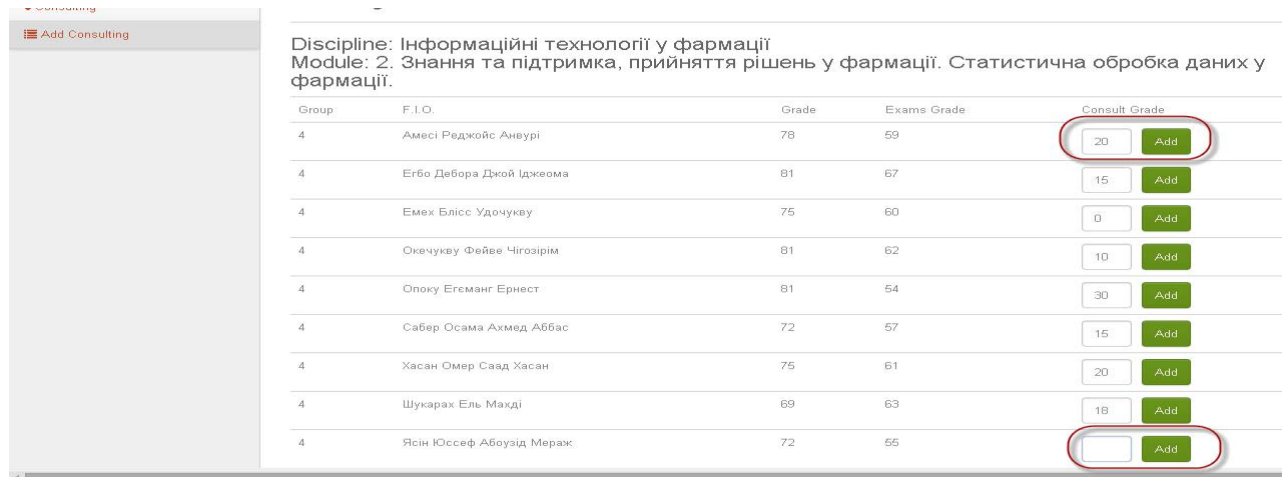 Consulting
Add Consulting
Discipline: Інформаційні технології у фармації
Module: 2. Знання та підтримка, прийняття рішень у фармації. Статистична обробка даних у
фармації.
Group F.I.O. Grade Exams Grade Consult Grade
4 Амесі Реджойс Анвурі 78 59 20 Add
4 Егбо Дебора Джой Іджеома 81 67 15 Add
4 Емех Блісс Удочукву 75 60 0 Add
4 Окечукву Фейве Чігозірім 81 62 10 Add
4 Опоку Егєманг Ернест 81 54 30 Add
4 Сабер Осама Ахмед Аббас 72 57 15 Add
4 Хасан Омер Саад Хасан 75 61 20 Add
4 Шукарах Ель Махді 69 63 18 Add
4 Ясін Юссеф Абоузід Мераж 72 55 Add